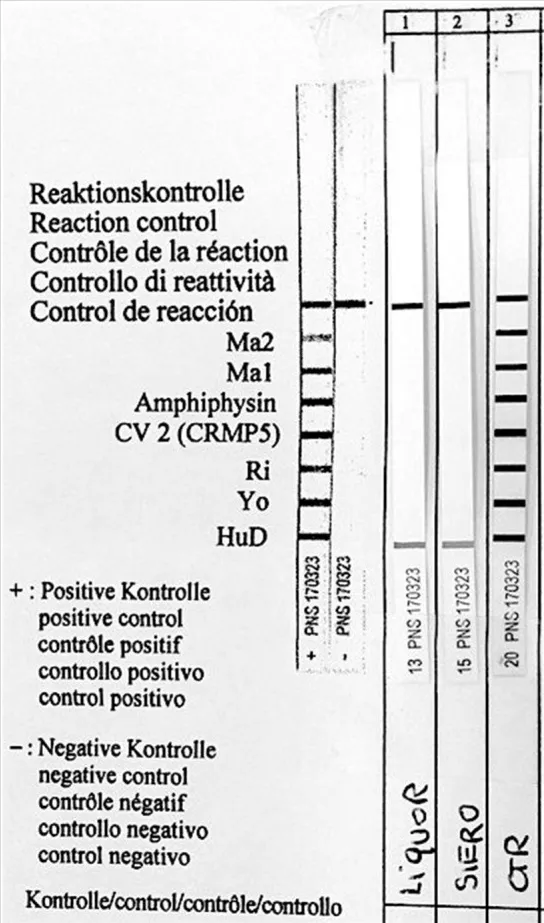 1 2 3
Reaktionskontrolle
Reaction control
Contrôle de la réaction
Controllo di reattività
Control de reacción
Ma2
Ma1
Amphiphysin
CV 2 (CRMP5)
Ri
Yo
HuD
+ PNS 170323
- PNS 170323
13 PNS 170323
15 PNS 170323
20 PNS 170323
+ : Positive Kontrolle
positive control
contrôle positif
controllo positivo
control positivo
− : Negative Kontrolle
negative control
contrôle négatif
controllo negativo
control negativo
LiquoR
SIERO
CTR
Kontrolle/control/contrôle/controllo